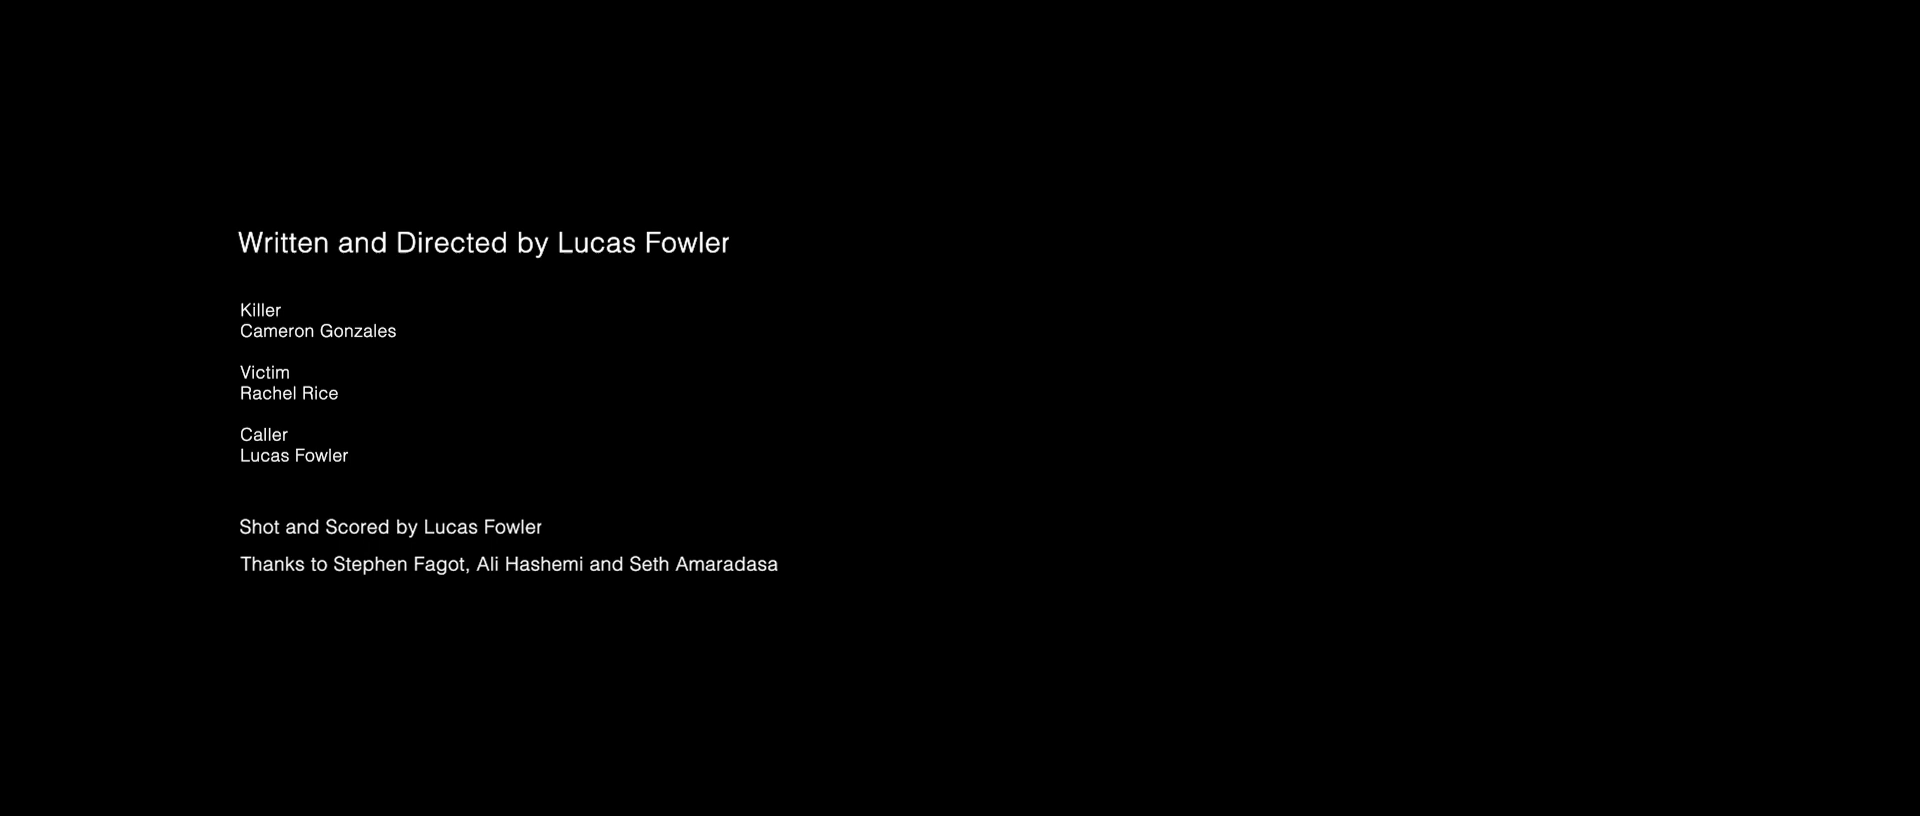 Written and Directed by Lucas Fowler
Killer
Cameron Gonzales
Victim
Rachel Rice
Caller
Lucas Fowler
Shot and Scored by Lucas Fowler
Thanks to Stephen Fagot, Ali Hashemi and Seth Amaradasa